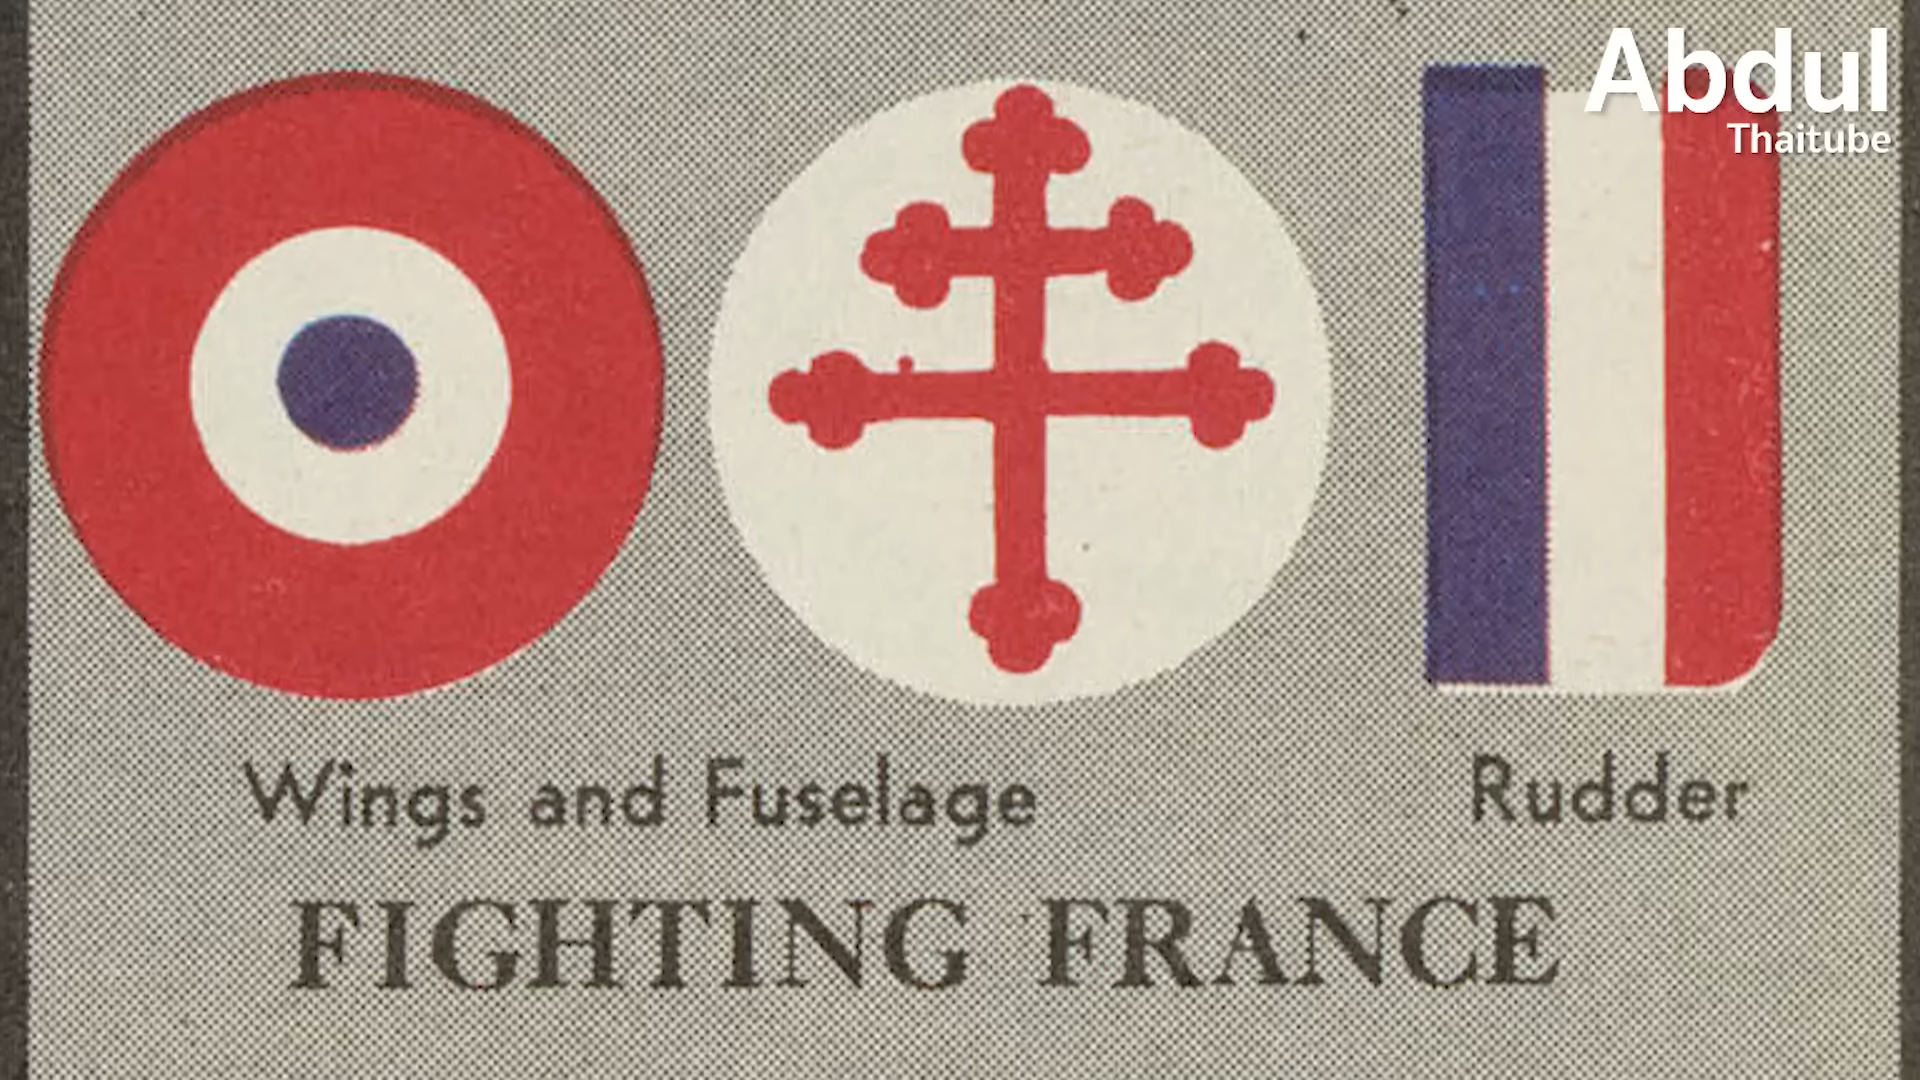 Abdul
Thaitube
Wings and Fuselage
Rudder
FIGHTING FRANCE